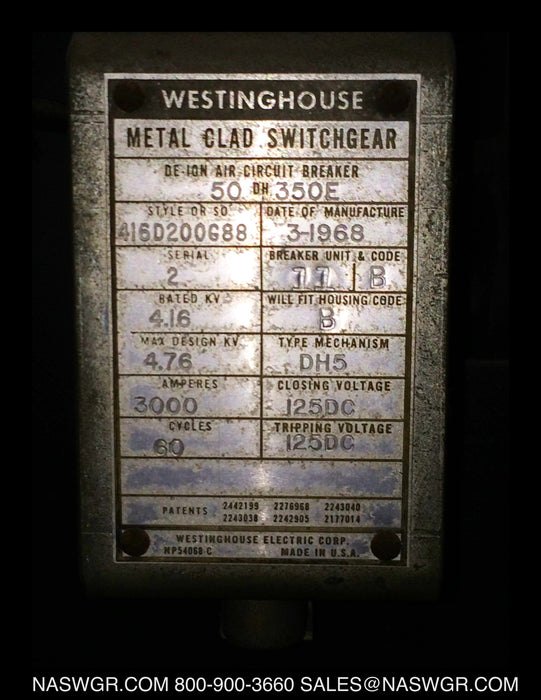 WESTINGHOUSE
METAL CLAD SWITCHGEAR
DE-ION AIR CIRCUIT BREAKER
50 DH 350E
STYLE OR SO DATE OF MANUFACTURE
416D200G88 3-1968
SERIAL BREAKER UNIT & CODE
2 11 B
RATED KV WILL FIT HOUSING CODE
4.16 B
MAX DESIGN KV TYPE MECHANISM
4.76 DH5
AMPERES CLOSING VOLTAGE
3000 125DC
CYCLES TRIPPING VOLTAGE
60 125DC
PATENTS 2442199 2276968 2243040
2243038 2242905 2177014
WESTINGHOUSE ELECTRIC CORP.
NP54068-C MADE IN U.S.A.
NASWGR.COM 800-900-3660 SALES@NASWGR.COM